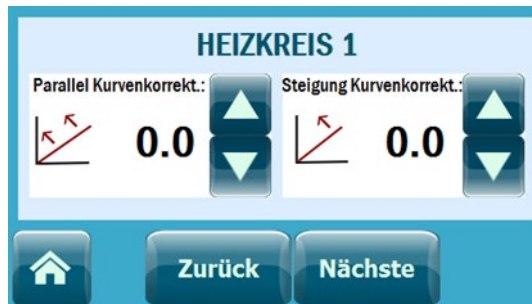 HEIZKREIS 1
Parallel Kurvenkorrekt.: Steigung Kurvenkorrekt.:
0.0 0.0
Zurück Nächste